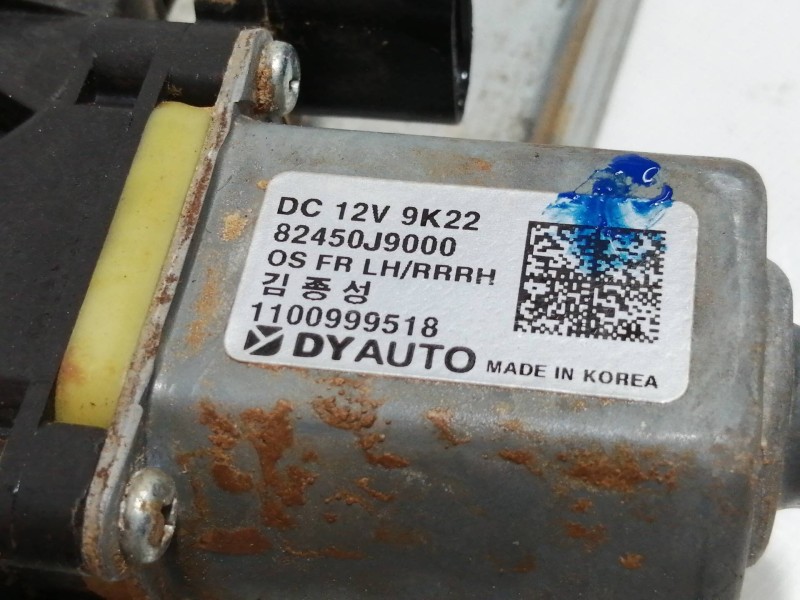 DC 12V 9K22
82450J9000
OS FR LH/RRRH
김종성
1100999518
DYAUTO MADE IN KOREA